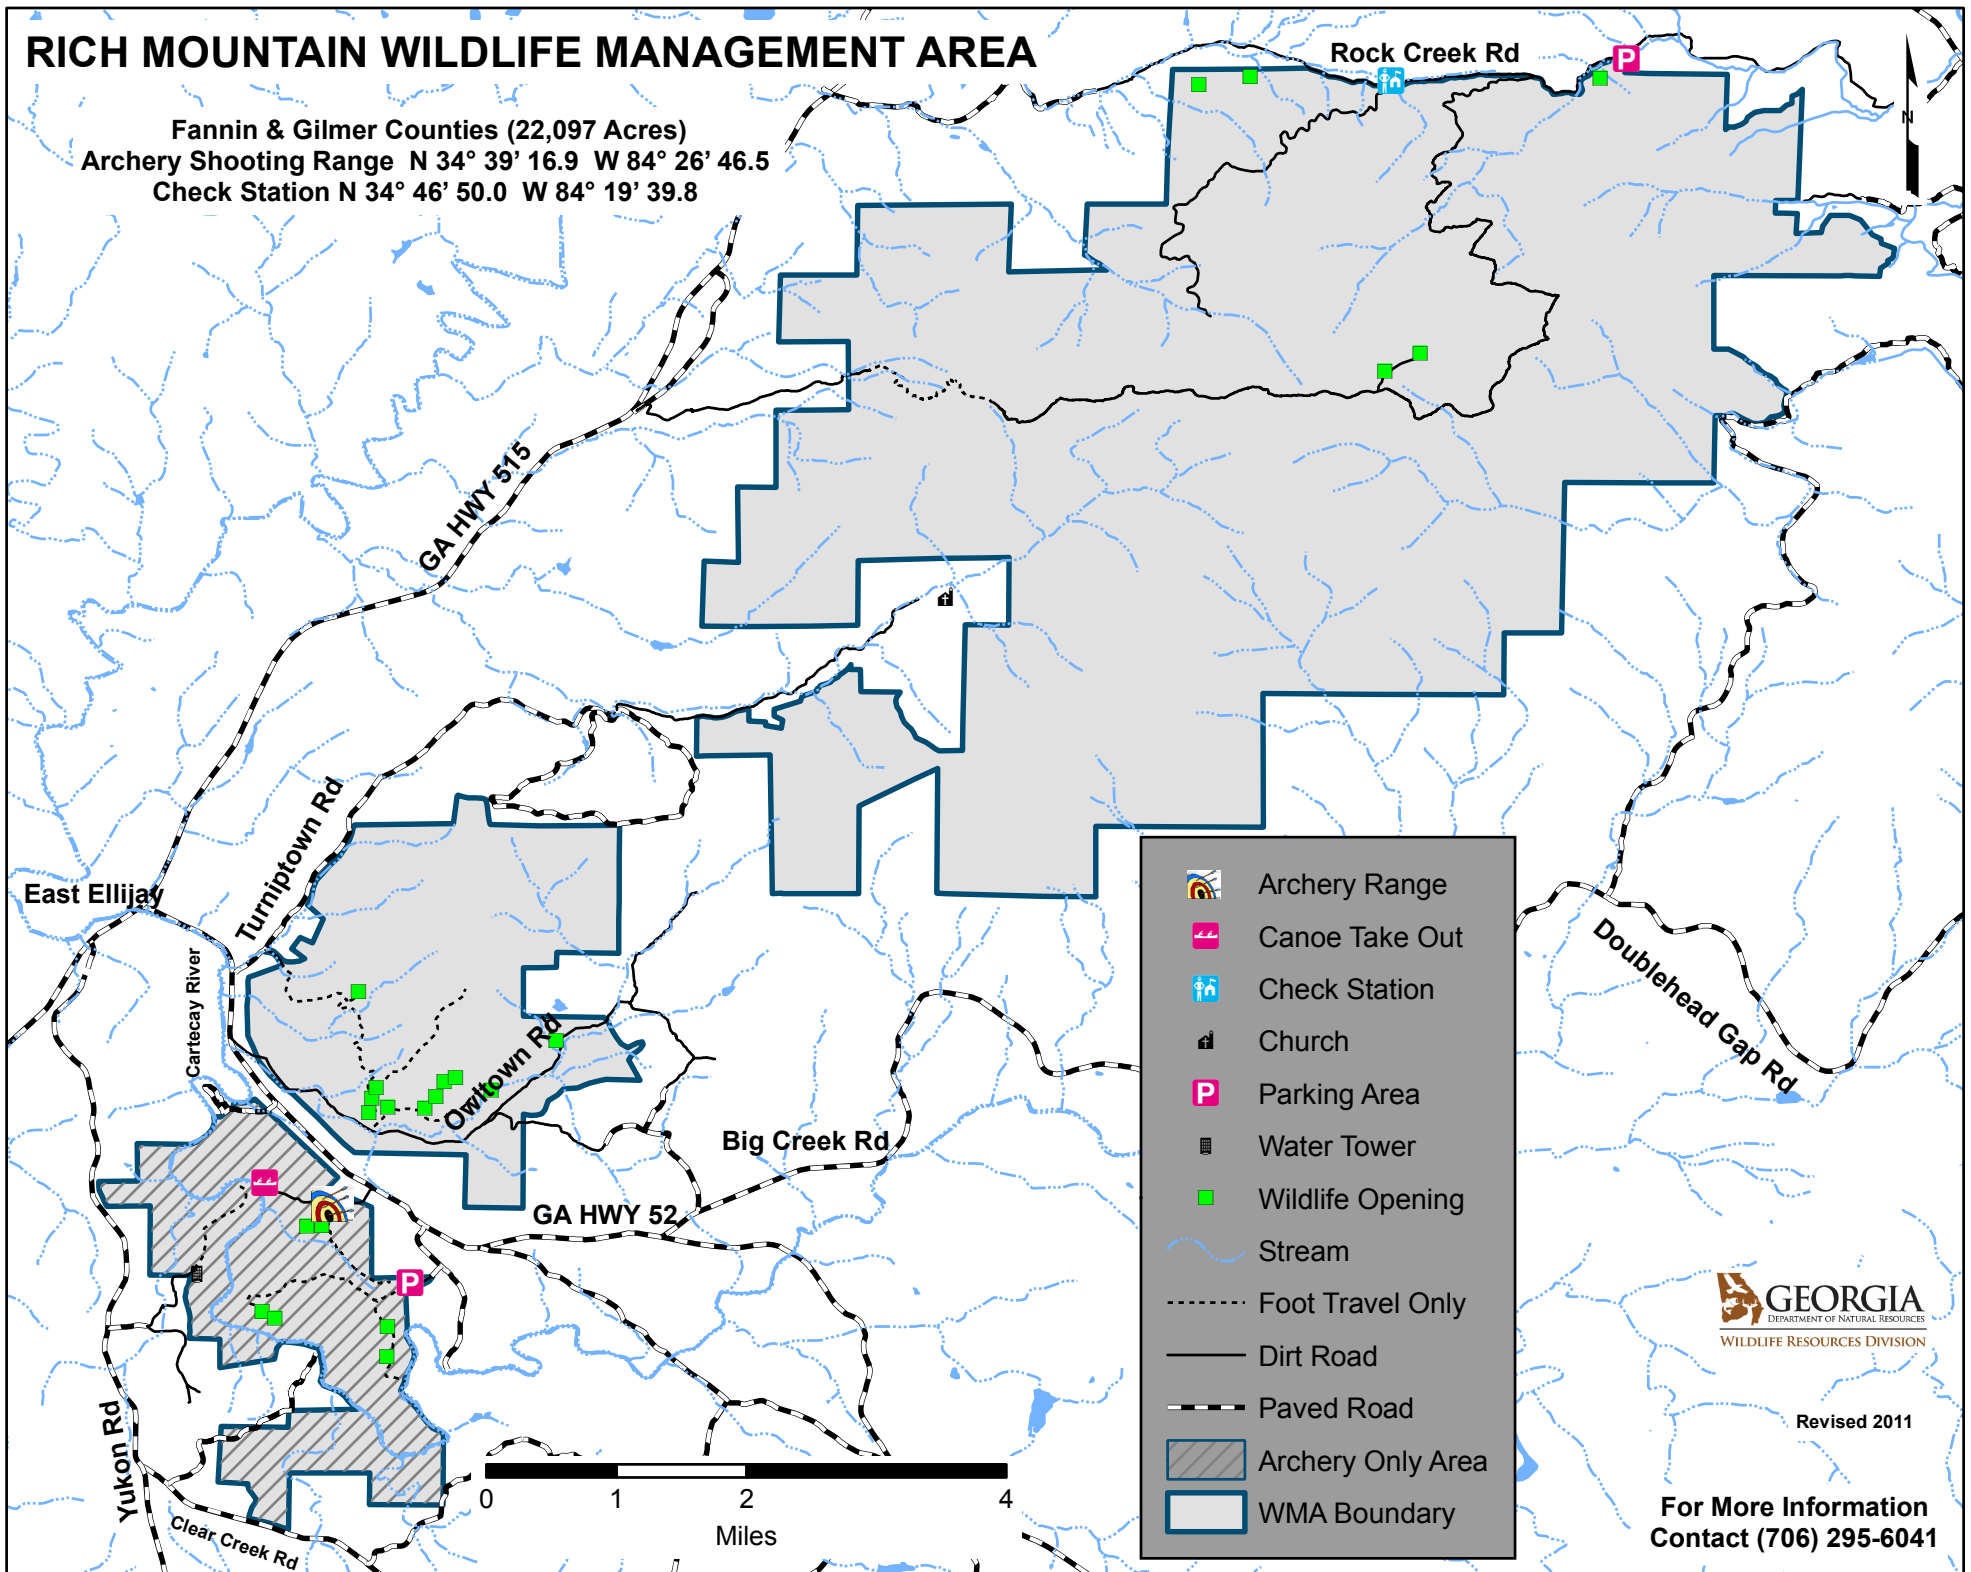 RICH MOUNTAIN WILDLIFE MANAGEMENT AREA
Fannin & Gilmer Counties (22,097 Acres)
Archery Shooting Range N 34° 39’ 16.9 W 84° 26’ 46.5
Check Station N 34° 46’ 50.0 W 84° 19’ 39.8
Rock Creek Rd
P
N
GA HWY 515
Turniptown Rd
East Ellijay
Cartecay River
Owltown Rd
Big Creek Rd
GA HWY 52
P
Doublehead Gap Rd
Yukon Rd
Clear Creek Rd
0 1 2 4
Miles
Archery Range
Canoe Take Out
Check Station
Church
P Parking Area
Water Tower
Wildlife Opening
Stream
Foot Travel Only
Dirt Road
Paved Road
Archery Only Area
WMA Boundary
GEORGIA
DEPARTMENT OF NATURAL RESOURCES
WILDLIFE RESOURCES DIVISION
Revised 2011
For More Information
Contact (706) 295-6041